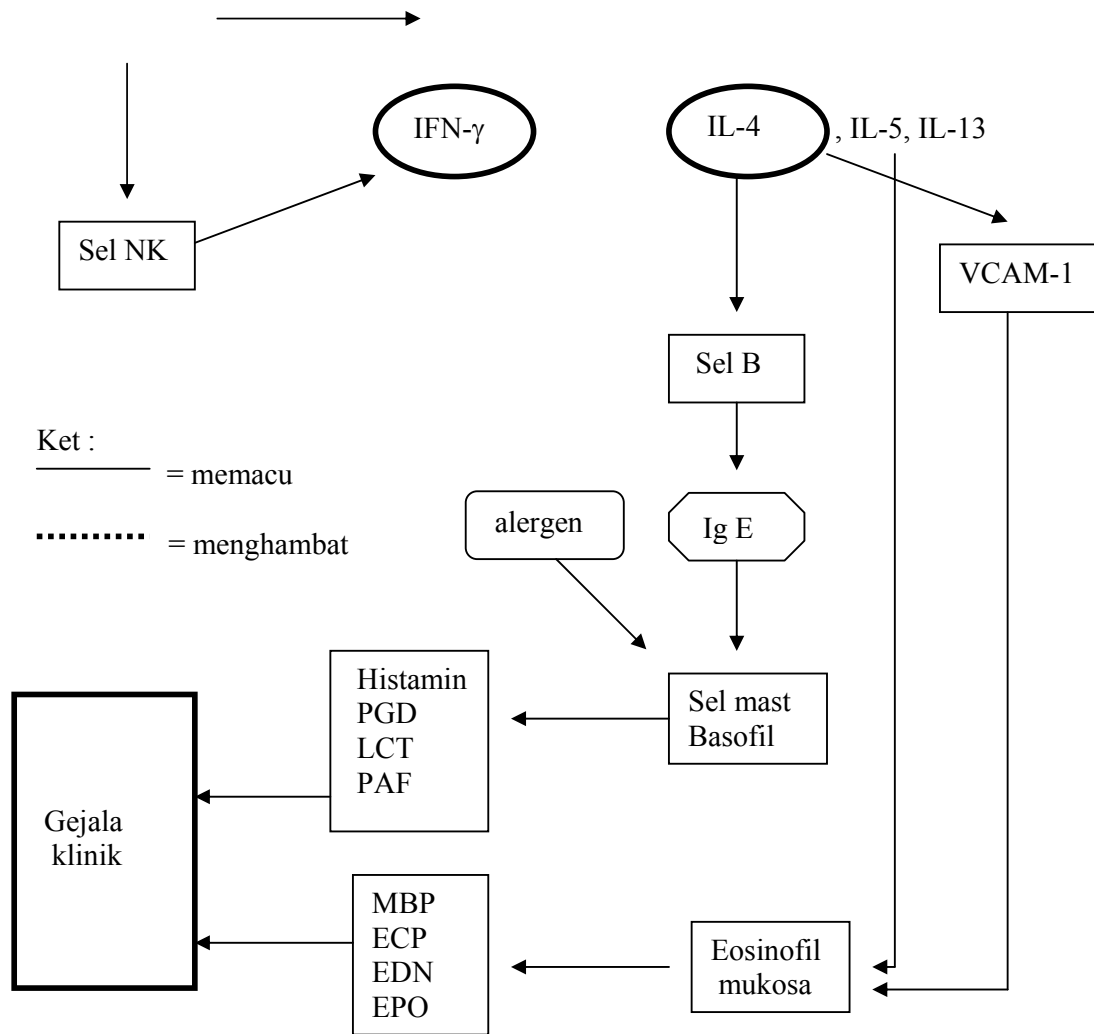 IFN-γ
IL-4 , IL-5, IL-13
Sel NK
VCAM-1
Sel B
Ket :
= memacu
alergen
Ig E
= menghambat
Histamin
PGD
LCT
PAF
Sel mast
Basofil
Gejala
klinik
MBP
ECP
EDN
EPO
Eosinofil
mukosa